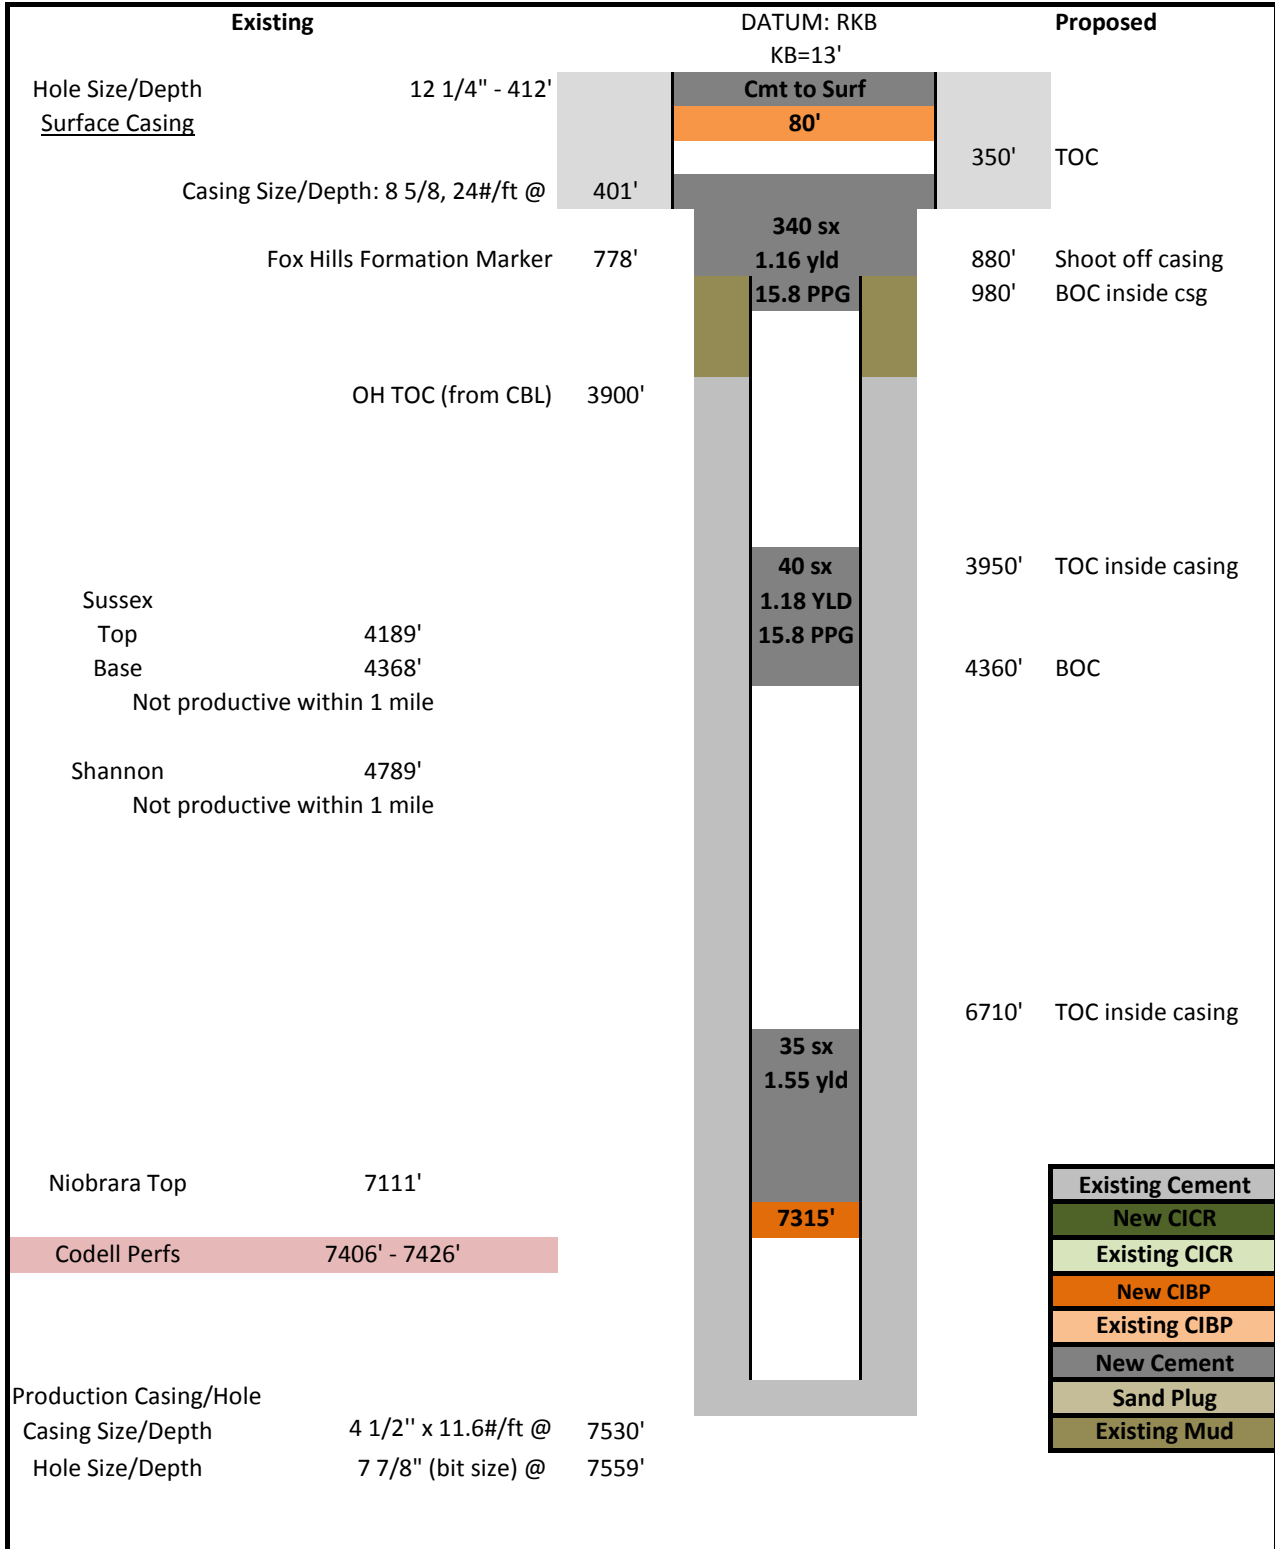 Existing DATUM: RKB Proposed
KB=13'
Hole Size/Depth 12 1/4" - 412' Cmt to Surf
Surface Casing 80'
350' TOC
Casing Size/Depth: 8 5/8, 24#/ft @ 401'
340 sx
Fox Hills Formation Marker 778' 1.16 yld 880' Shoot off casing
15.8 PPG 980' BOC inside csg
OH TOC (from CBL) 3900'
40 sx 3950' TOC inside casing
Sussex 1.18 YLD
Top 4189' 15.8 PPG
Base 4368' 4360' BOC
Not productive within 1 mile
Shannon 4789'
Not productive within 1 mile
6710' TOC inside casing
35 sx
1.55 yld
Niobrara Top 7111' Existing Cement
7315' New CICR
Codell Perfs 7406' - 7426' Existing CICR
New CIBP
Existing CIBP
New Cement
Production Casing/Hole Sand Plug
Casing Size/Depth 4 1/2'' x 11.6#/ft @ 7530' Existing Mud
Hole Size/Depth 7 7/8" (bit size) @ 7559'